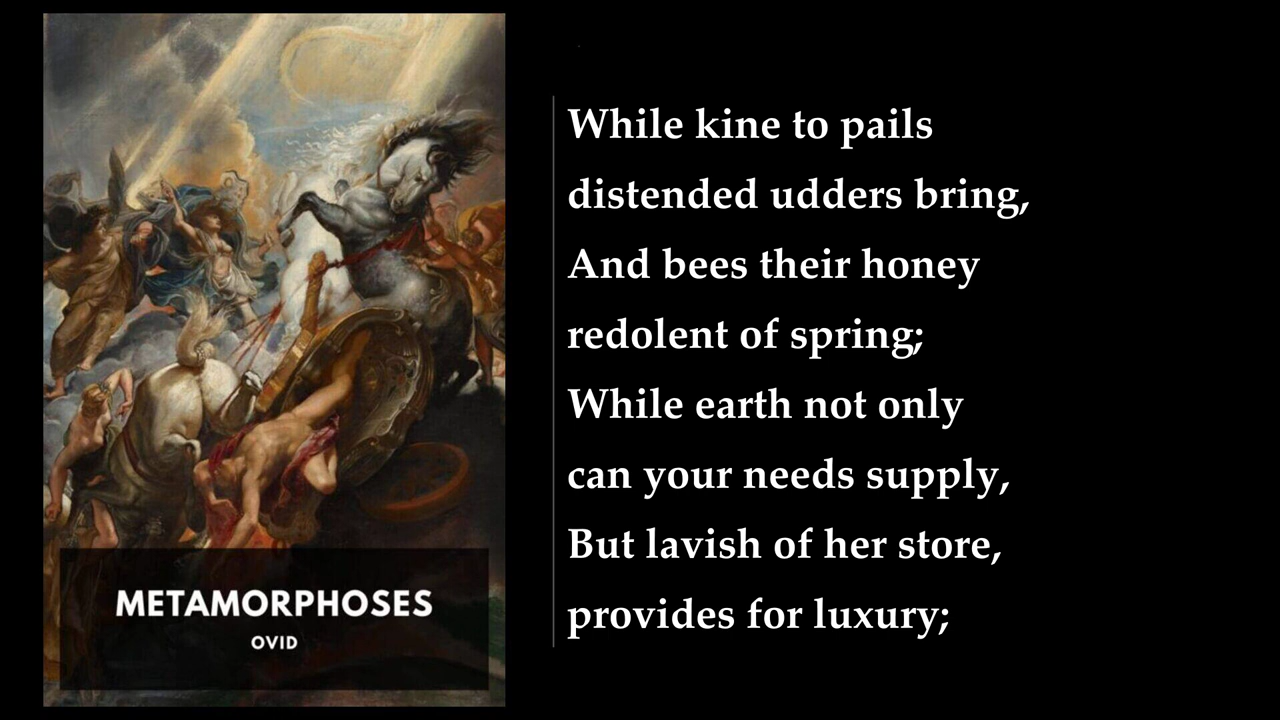 METAMORPHOSES
OVID
While kine to pails
distended udders bring,
And bees their honey
redolent of spring;
While earth not only
can your needs supply,
But lavish of her store,
provides for luxury;